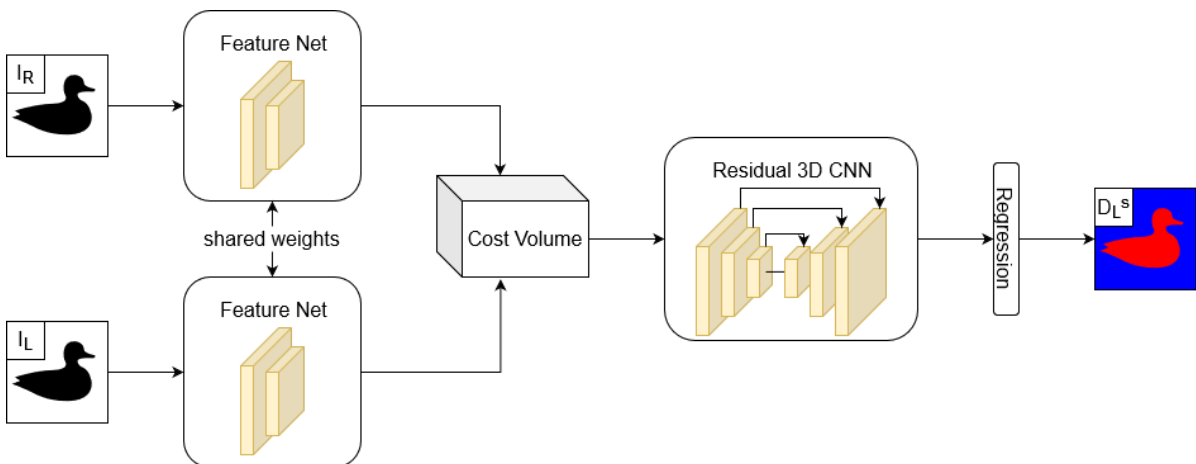 Feature Net
I_R
shared weights
Cost Volume
Residual 3D CNN
Regression
D_L^s
Feature Net
I_L